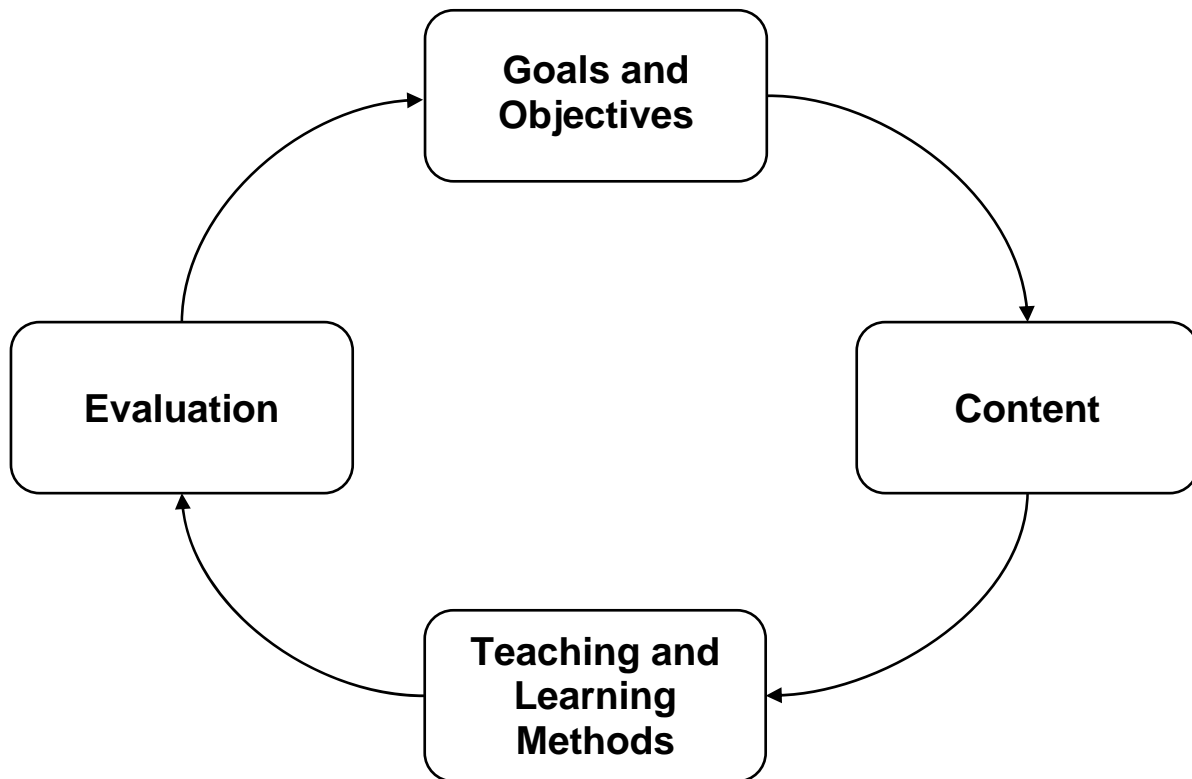 Goals and
Objectives
Evaluation
Content
Teaching and
Learning
Methods